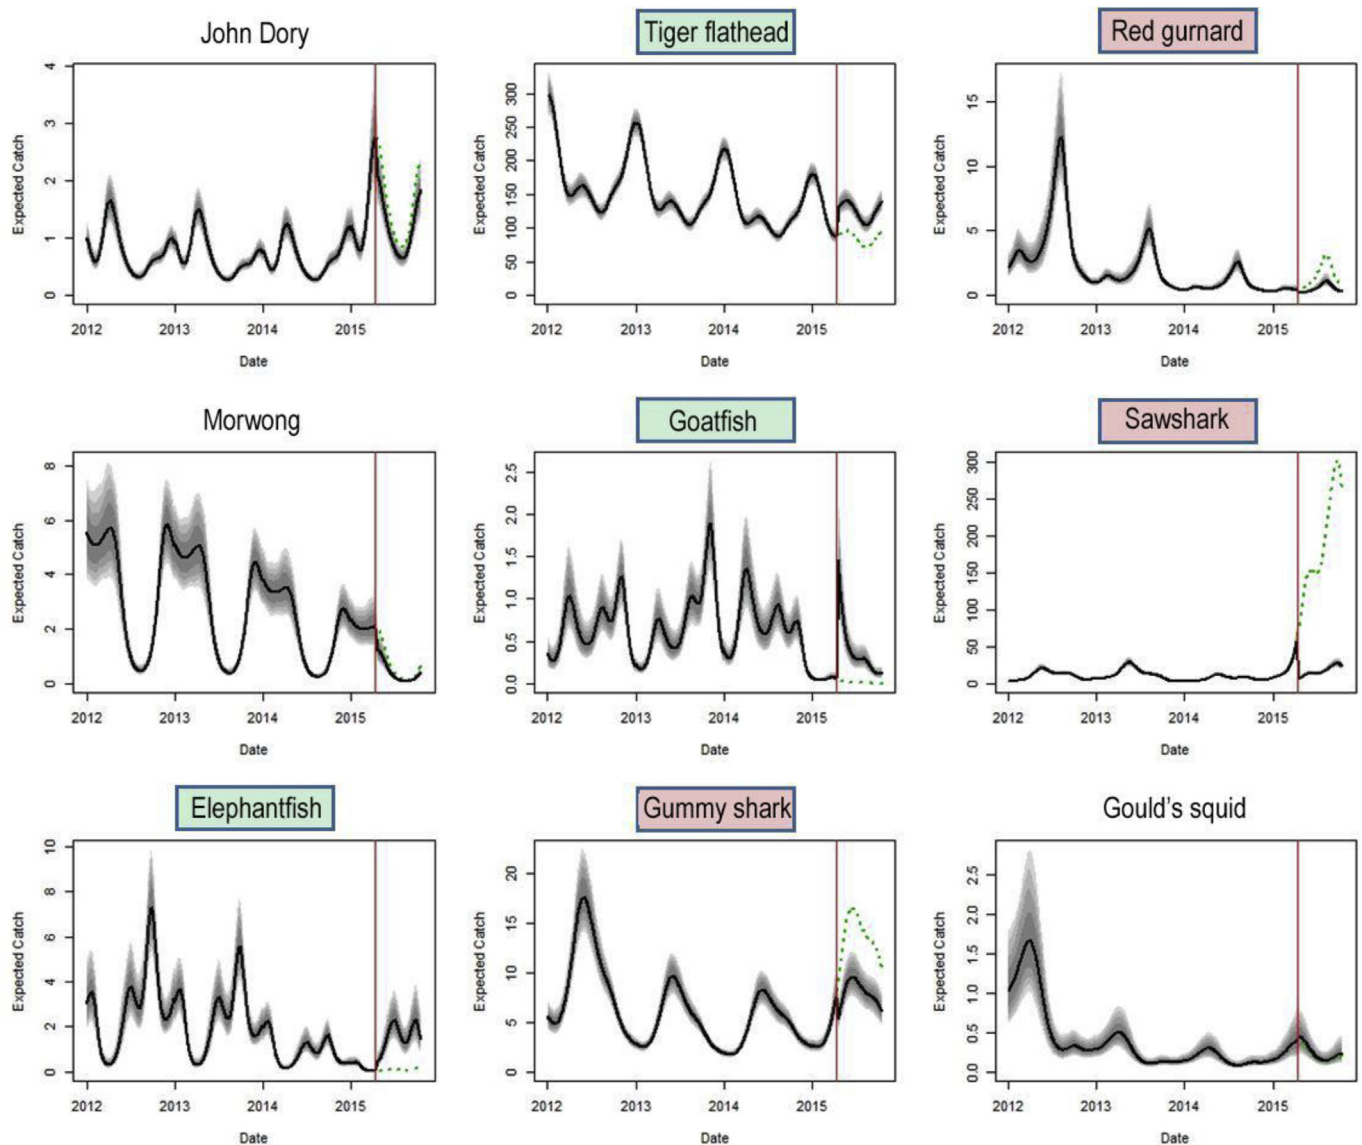 John Dory
Tiger flathead
Red gurnard
Expected Catch
0 1 2 3 4
2012 2013 2014 2015
Date
Expected Catch
0 50 100 150 200 250 300
2012 2013 2014 2015
Date
Expected Catch
0 5 10 15
2012 2013 2014 2015
Date
Morwong
Goatfish
Sawshark
Expected Catch
0 2 4 6 8
2012 2013 2014 2015
Date
Expected Catch
0.0 0.5 1.0 1.5 2.0 2.5
2012 2013 2014 2015
Date
Expected Catch
0 50 100 150 200 250 300
2012 2013 2014 2015
Date
Elephantfish
Gummy shark
Gould's squid
Expected Catch
0 2 4 6 8 10
2012 2013 2014 2015
Date
Expected Catch
0 5 10 15 20
2012 2013 2014 2015
Date
Expected Catch
0.0 0.5 1.0 1.5 2.0 2.5
2012 2013 2014 2015
Date